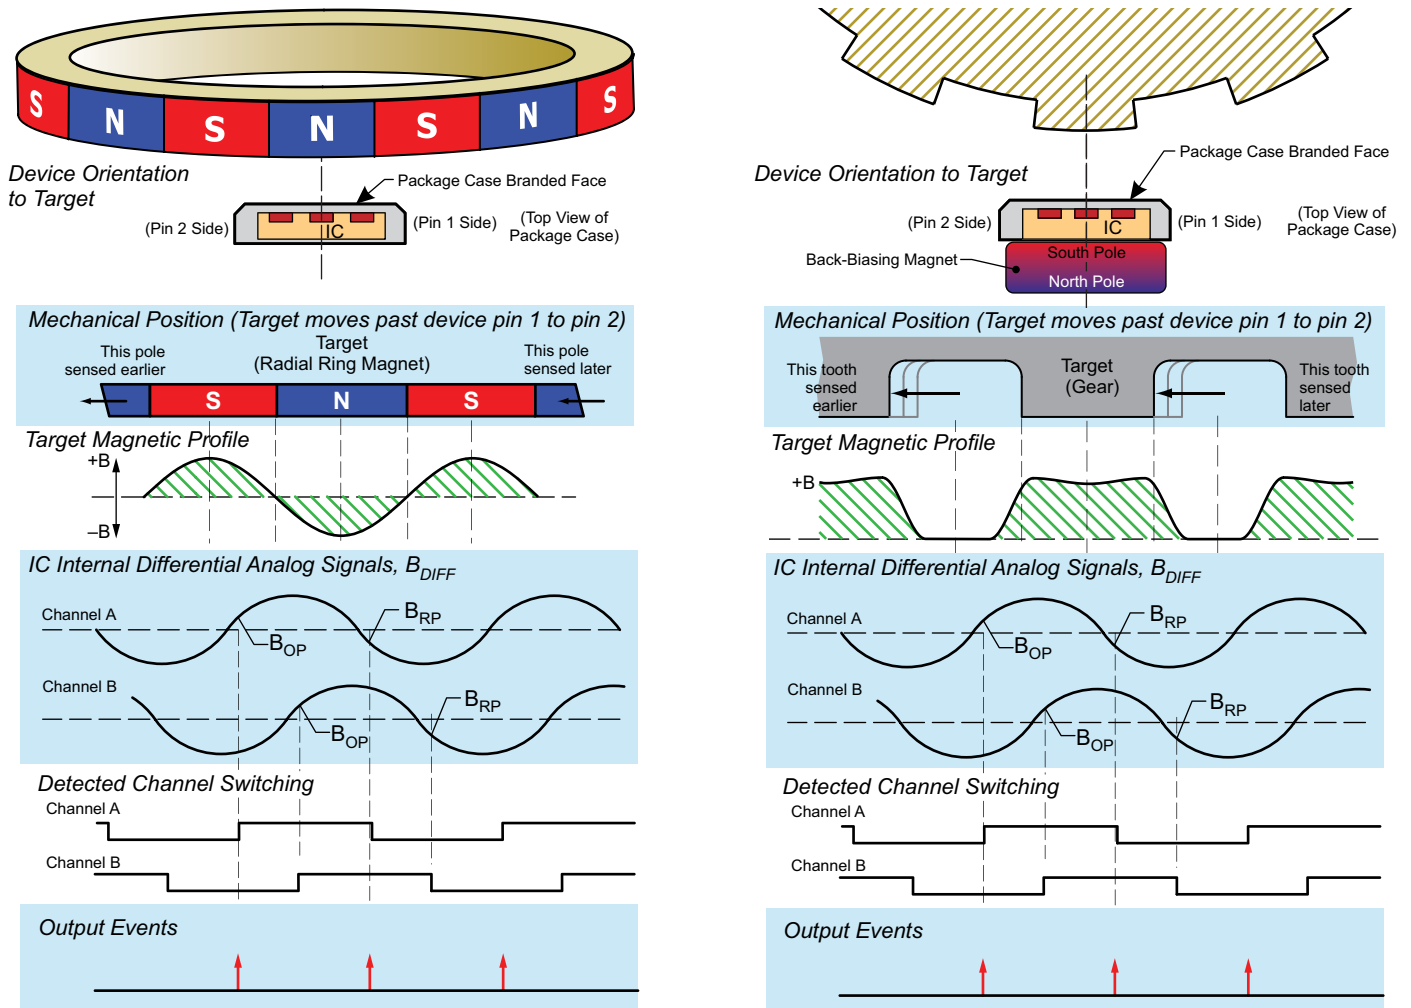 S
N
S
N
S
N
S
Device Orientation
to Target
Package Case Branded Face
(Pin 2 Side)
IC
(Pin 1 Side)
(Top View of
Package Case)
Mechanical Position (Target moves past device pin 1 to pin 2)
This pole
sensed earlier
Target
(Radial Ring Magnet)
This pole
sensed later
S
N
S
Target Magnetic Profile
+B
–B
IC Internal Differential Analog Signals, BDIFF
Channel A
BOP
BRP
Channel B
BOP
BRP
Detected Channel Switching
Channel A
Channel B
Output Events
Device Orientation to Target
Package Case Branded Face
(Pin 2 Side)
IC
(Pin 1 Side)
(Top View of
Package Case)
Back-Biasing Magnet
South Pole
North Pole
Mechanical Position (Target moves past device pin 1 to pin 2)
This tooth
sensed
earlier
Target
(Gear)
This tooth
sensed
later
Target Magnetic Profile
+B
IC Internal Differential Analog Signals, BDIFF
Channel A
BOP
BRP
Channel B
BOP
BRP
Detected Channel Switching
Channel A
Channel B
Output Events